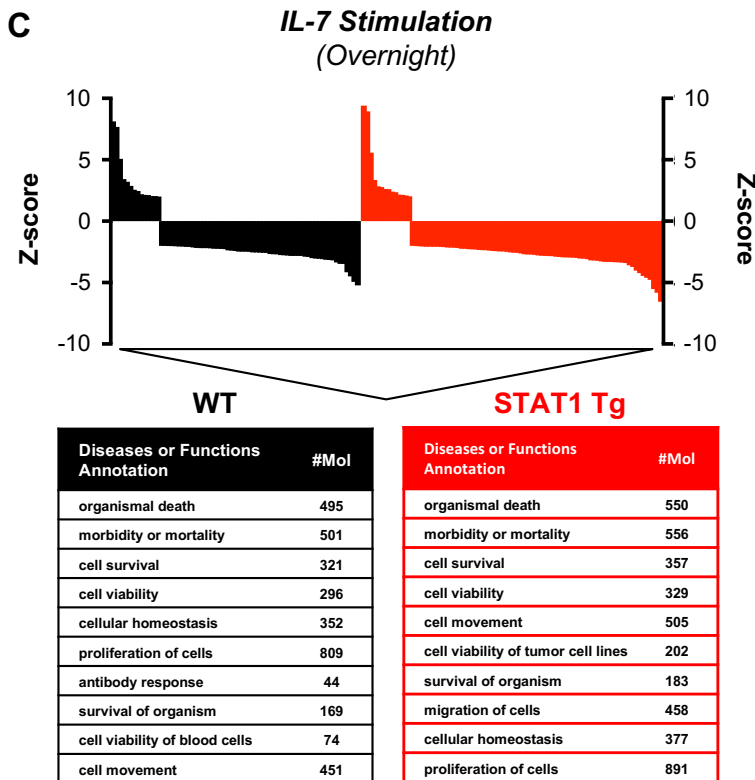 C
IL-7 Stimulation
(Overnight)
10
5
0
-5
-10
Z-score
10
5
0
-5
-10
Z-score
WT
Diseases or Functions Annotation #Mol
organismal death 495
morbidity or mortality 501
cell survival 321
cell viability 296
cellular homeostasis 352
proliferation of cells 809
antibody response 44
survival of organism 169
cell viability of blood cells 74
cell movement 451
STAT1 Tg
Diseases or Functions Annotation #Mol
organismal death 550
morbidity or mortality 556
cell survival 357
cell viability 329
cell movement 505
cell viability of tumor cell lines 202
survival of organism 183
migration of cells 458
cellular homeostasis 377
proliferation of cells 891